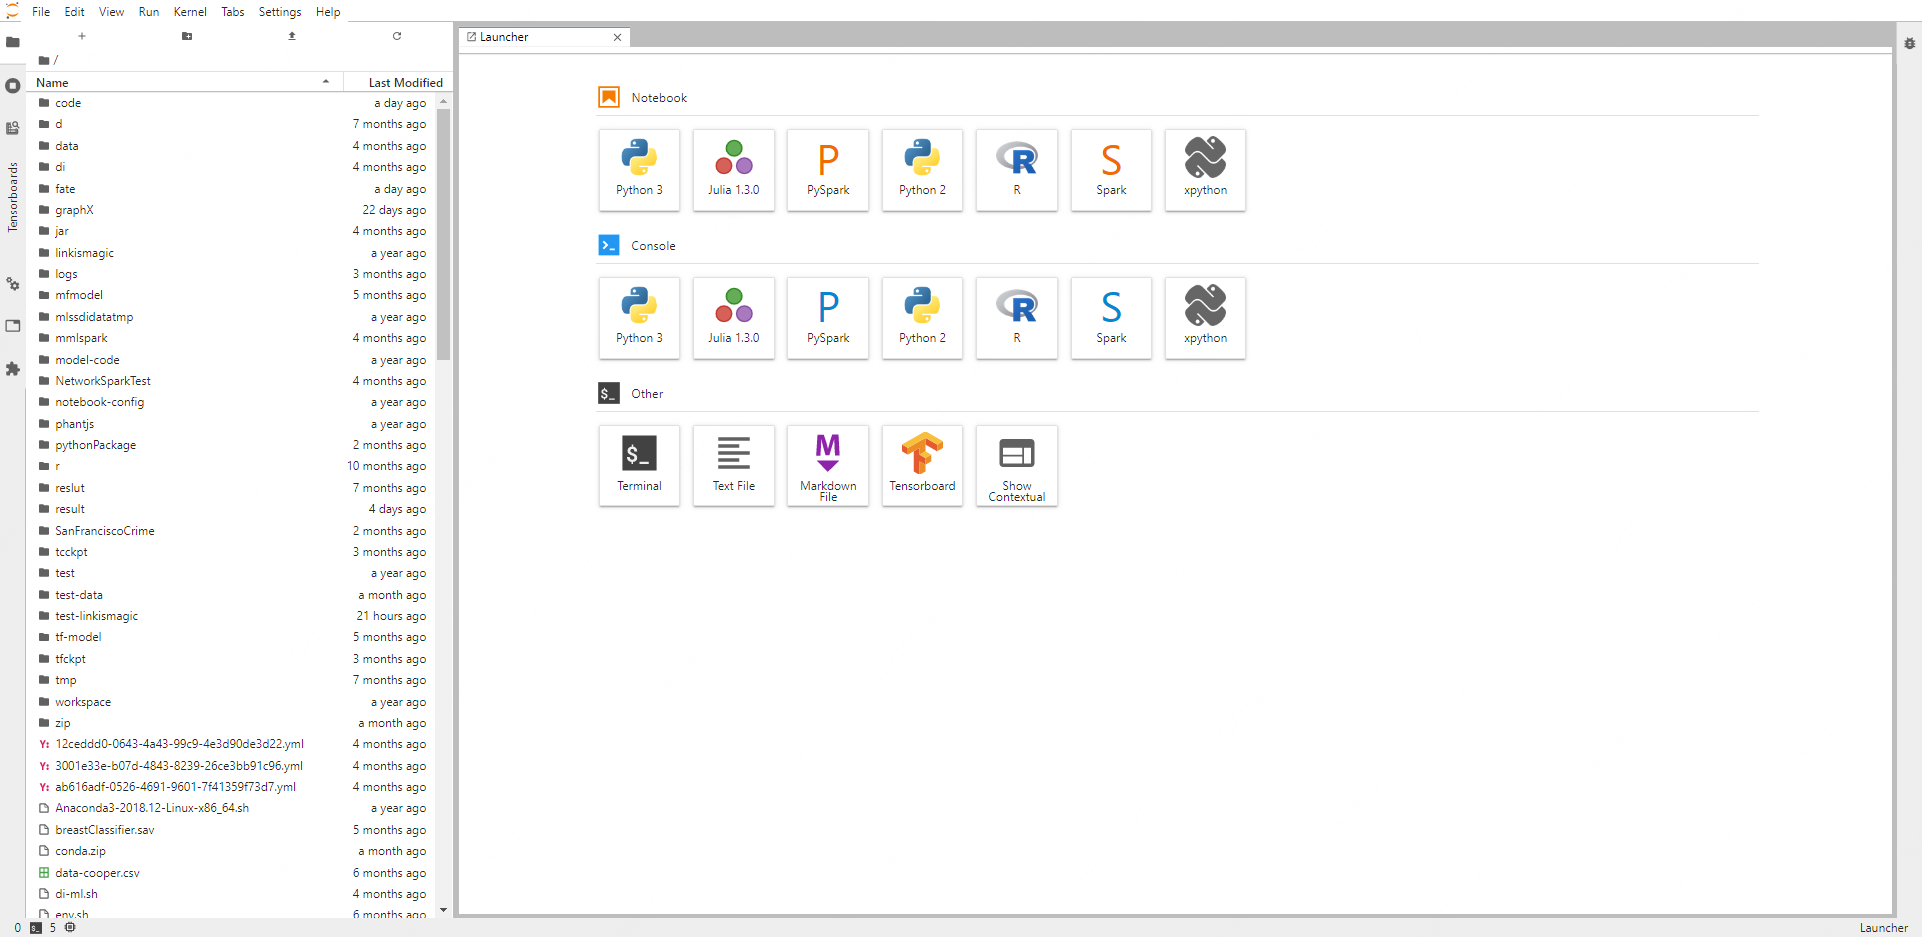 File Edit View Run Kernel Tabs Settings Help
Launcher
/
Name Last Modified
Tensorboards
code a day ago
d 7 months ago
data 4 months ago
di 4 months ago
fate a day ago
graphX 22 days ago
jar 4 months ago
linkismagic a year ago
logs 3 months ago
mfmodel 5 months ago
mlssdidatatmp a year ago
mmlspark 4 months ago
model-code a year ago
NetworkSparkTest 4 months ago
notebook-config a year ago
phantjs a year ago
pythonPackage 2 months ago
r 10 months ago
reslut 7 months ago
result 4 days ago
SanFranciscoCrime 2 months ago
tcckpt 3 months ago
test a year ago
test-data a month ago
test-linkismagic 21 hours ago
tf-model 5 months ago
tfckpt 3 months ago
tmp 7 months ago
workspace a year ago
zip a month ago
Y: 12ceddd0-0643-4a43-99c9-4e3d90de3d22.yml 4 months ago
Y: 3001e33e-b07d-4843-8239-26ce3bb91c96.yml 4 months ago
Y: ab616adf-0526-4691-9601-7f41359f73d7.yml 4 months ago
Anaconda3-2018.12-Linux-x86_64.sh a year ago
breastClassifier.sav 5 months ago
conda.zip a month ago
data-cooper.csv 6 months ago
di-ml.sh 4 months ago
env.sh 6 months ago
Notebook
P R S
Python 3 Julia 1.3.0 PySpark Python 2 R Spark xpython
>_ Console
P R S
Python 3 Julia 1.3.0 PySpark Python 2 R Spark xpython
$_ Other
$_ M
Terminal Text File Markdown File Tensorboard Show Contextual
0 $_ 5 Launcher